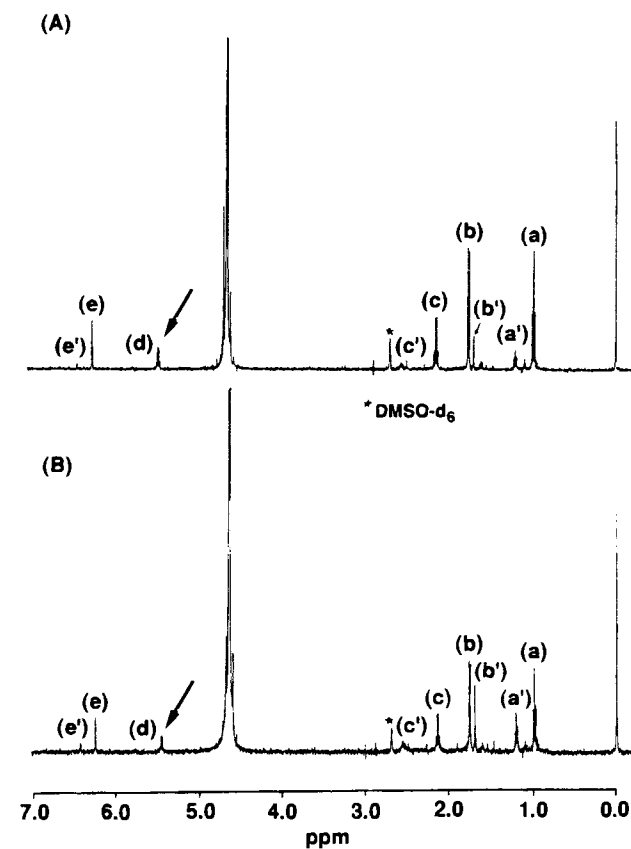 (A)
(b)
(a)
(e)
(c)
(b')
(e')
(d)
*
(c')
(a')
* DMSO-d6
(B)
(b)
(a)
(b')
(e)
(c)
(a')
(e')
(d)
*
(c')
7.0 6.0 5.0 4.0 3.0 2.0 1.0 0.0
ppm